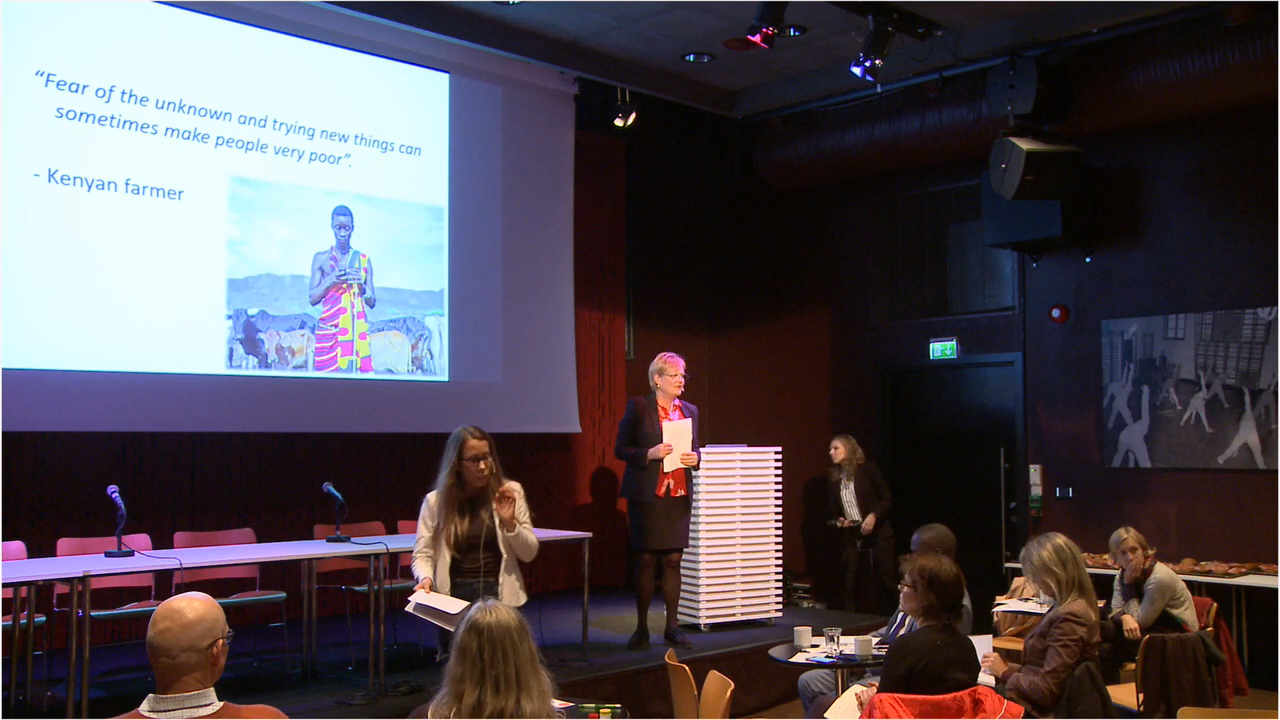 “Fear of the unknown and trying new things can
sometimes make people very poor”.
- Kenyan farmer